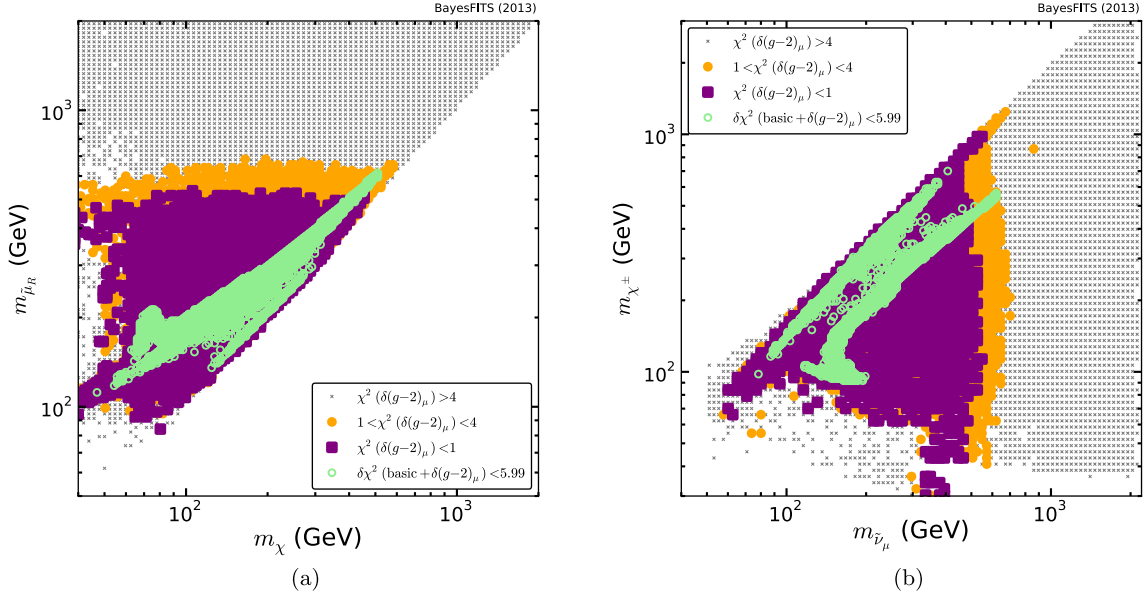 BayesFITS (2013)
10³
10²
m_μ̃_R (GeV)
χ² (δ(g−2)_μ) >4
1<χ² (δ(g−2)_μ) <4
χ² (δ(g−2)_μ) <1
δχ² (basic+δ(g−2)_μ) <5.99
10² 10³
m_χ (GeV)
(a)
BayesFITS (2013)
χ² (δ(g−2)_μ) >4
1<χ² (δ(g−2)_μ) <4
χ² (δ(g−2)_μ) <1
δχ² (basic+δ(g−2)_μ) <5.99
10³
10²
m_χ^± (GeV)
10² 10³
m_ν̃_μ (GeV)
(b)